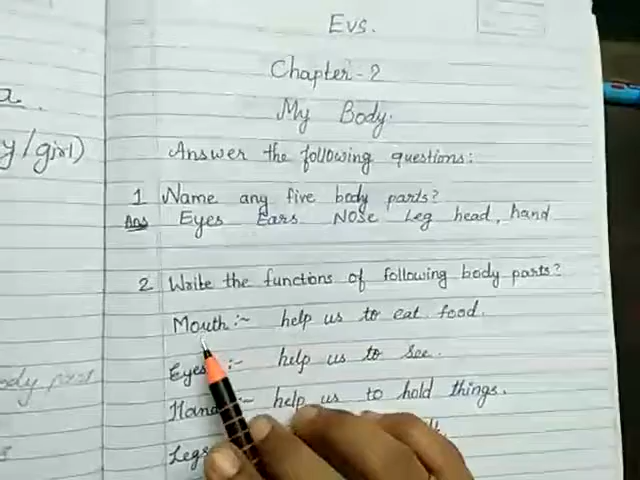 Evs.
Chapter - 2
My Body.
y/girl)
Answer the following questions:
1 Name any five body parts?
Ans Eyes Ears Nose Leg head, hand
2 Write the functions of following body parts?
Mouth :- help us to eat food.
Eyes :- help us to see.
ody part
Hand :- help us to hold things.
Legs